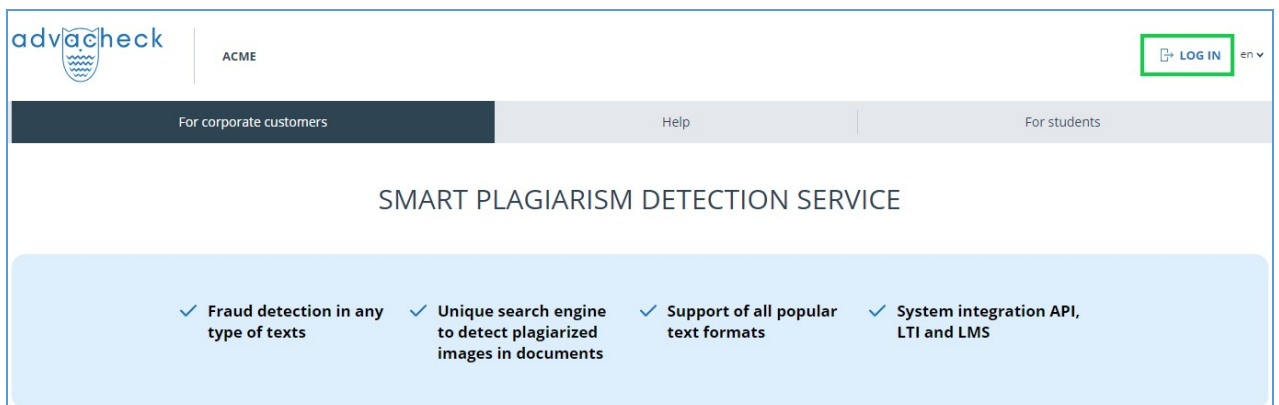 advacheck
ACME
LOG IN
en
For corporate customers
Help
For students
SMART PLAGIARISM DETECTION SERVICE
Fraud detection in any
type of texts
Unique search engine
to detect plagiarized
images in documents
Support of all popular
text formats
System integration API,
LTI and LMS